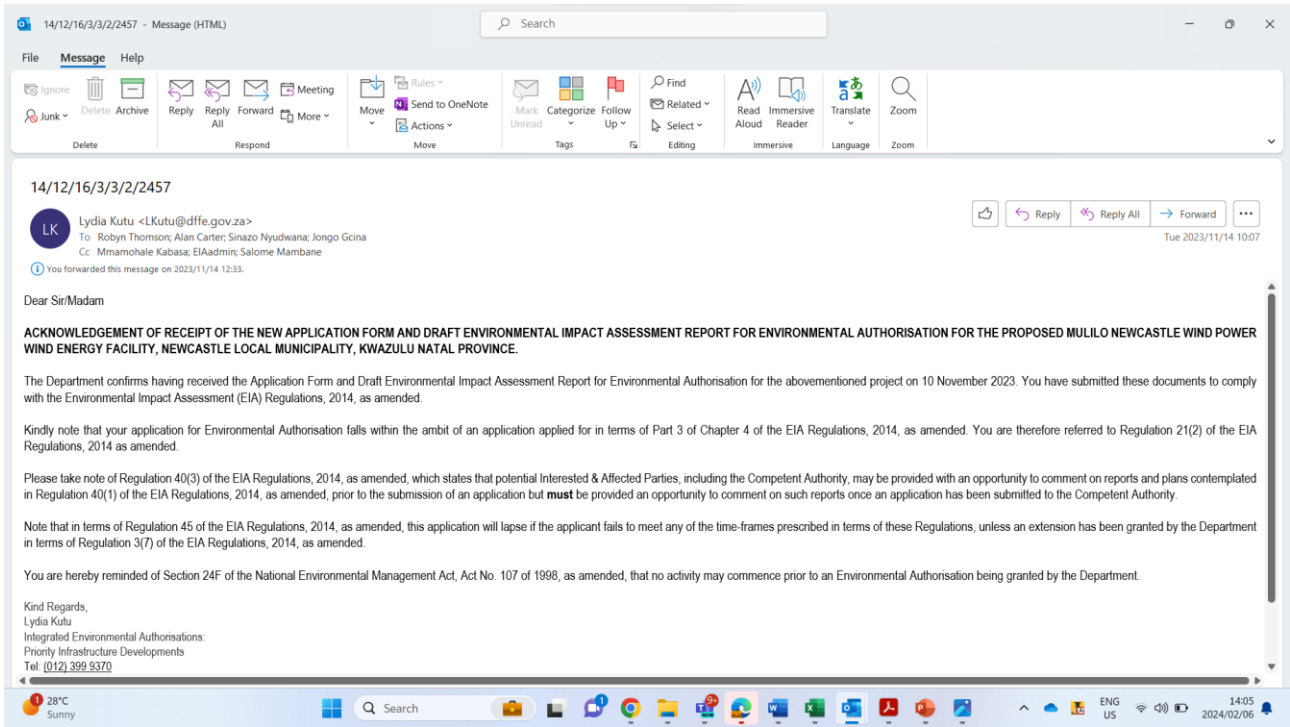 14/12/16/3/3/2/2457 - Message (HTML)
Search
File Message Help
Ignore
Junk
Delete
Archive
Reply
Reply All
Forward
Meeting
More
Move
Rules
Send to OneNote
Actions
Mark Unread
Categorize
Follow Up
Find
Related
Select
Read Aloud
Immersive Reader
Translate
Zoom
Delete Respond Move Tags Editing Immersive Language Zoom
14/12/16/3/3/2/2457
LK
Lydia Kutu <LKutu@dffe.gov.za>
To Robyn Thomson; Alan Carter; Sinazo Nyudwana; Jongo Gcina
Cc Mmamohale Kabasa; EIAadmin; Salome Mambane
Reply Reply All Forward
Tue 2023/11/14 10:07
You forwarded this message on 2023/11/14 12:33.
Dear Sir/Madam
ACKNOWLEDGEMENT OF RECEIPT OF THE NEW APPLICATION FORM AND DRAFT ENVIRONMENTAL IMPACT ASSESSMENT REPORT FOR ENVIRONMENTAL AUTHORISATION FOR THE PROPOSED MULILO NEWCASTLE WIND POWER
WIND ENERGY FACILITY, NEWCASTLE LOCAL MUNICIPALITY, KWAZULU NATAL PROVINCE.
The Department confirms having received the Application Form and Draft Environmental Impact Assessment Report for Environmental Authorisation for the abovementioned project on 10 November 2023. You have submitted these documents to comply
with the Environmental Impact Assessment (EIA) Regulations, 2014, as amended.
Kindly note that your application for Environmental Authorisation falls within the ambit of an application applied for in terms of Part 3 of Chapter 4 of the EIA Regulations, 2014, as amended. You are therefore referred to Regulation 21(2) of the EIA
Regulations, 2014 as amended.
Please take note of Regulation 40(3) of the EIA Regulations, 2014, as amended, which states that potential Interested & Affected Parties, including the Competent Authority, may be provided with an opportunity to comment on reports and plans contemplated
in Regulation 40(1) of the EIA Regulations, 2014, as amended, prior to the submission of an application but must be provided an opportunity to comment on such reports once an application has been submitted to the Competent Authority.
Note that in terms of Regulation 45 of the EIA Regulations, 2014, as amended, this application will lapse if the applicant fails to meet any of the time-frames prescribed in terms of these Regulations, unless an extension has been granted by the Department
in terms of Regulation 3(7) of the EIA Regulations, 2014, as amended.
You are hereby reminded of Section 24F of the National Environmental Management Act, Act No. 107 of 1998, as amended, that no activity may commence prior to an Environmental Authorisation being granted by the Department.
Kind Regards,
Lydia Kutu
Integrated Environmental Authorisations:
Priority Infrastructure Developments
Tel: (012) 399 9370
28°C
Sunny
Search
ENG
US
14:05
2024/02/06